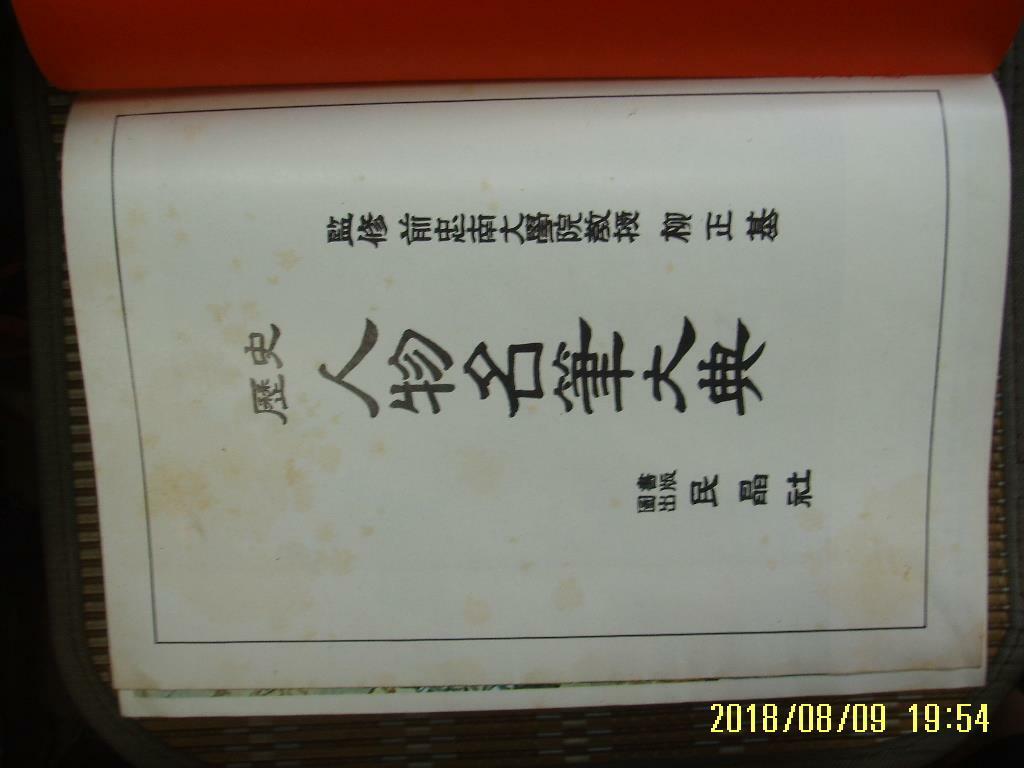 監修 前忠南大學院教授 柳正基
歷史
人物名筆大典
圖書出版 民晶社
2018/08/09 19:54